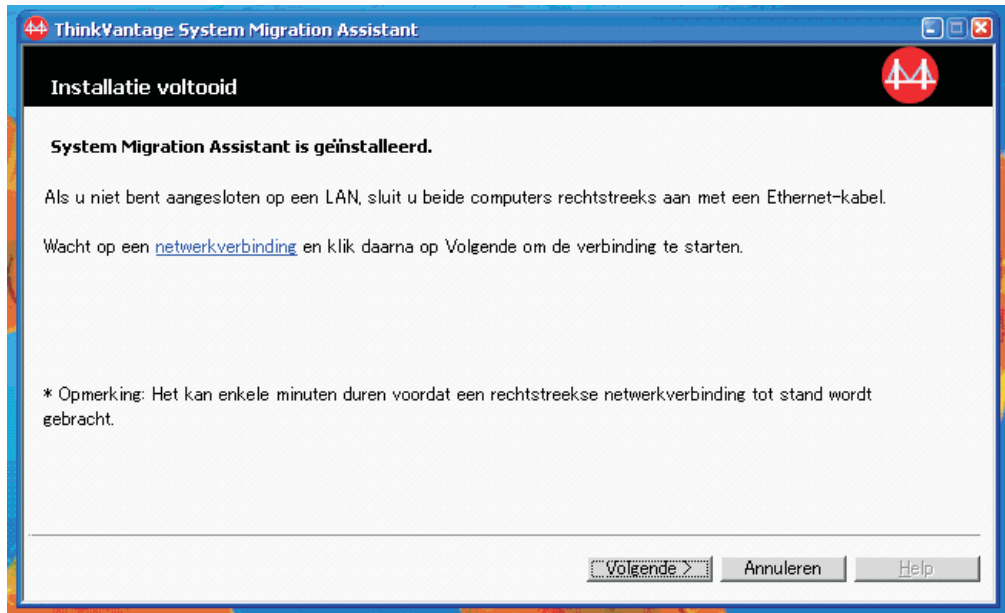 ThinkVantage System Migration Assistant
Installatie voltooid
System Migration Assistant is geïnstalleerd.
Als u niet bent aangesloten op een LAN, sluit u beide computers rechtstreeks aan met een Ethernet-kabel.
Wacht op een netwerkverbinding en klik daarna op Volgende om de verbinding te starten.
* Opmerking: Het kan enkele minuten duren voordat een rechtstreekse netwerkverbinding tot stand wordt
gebracht.
Volgende > Annuleren Help